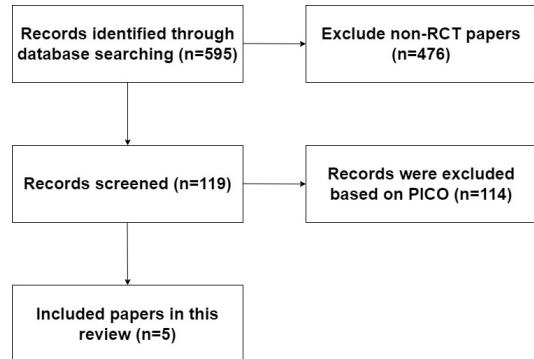 Records identified through
database searching (n=595)
Exclude non-RCT papers
(n=476)
Records screened (n=119)
Records were excluded
based on PICO (n=114)
Included papers in this
review (n=5)